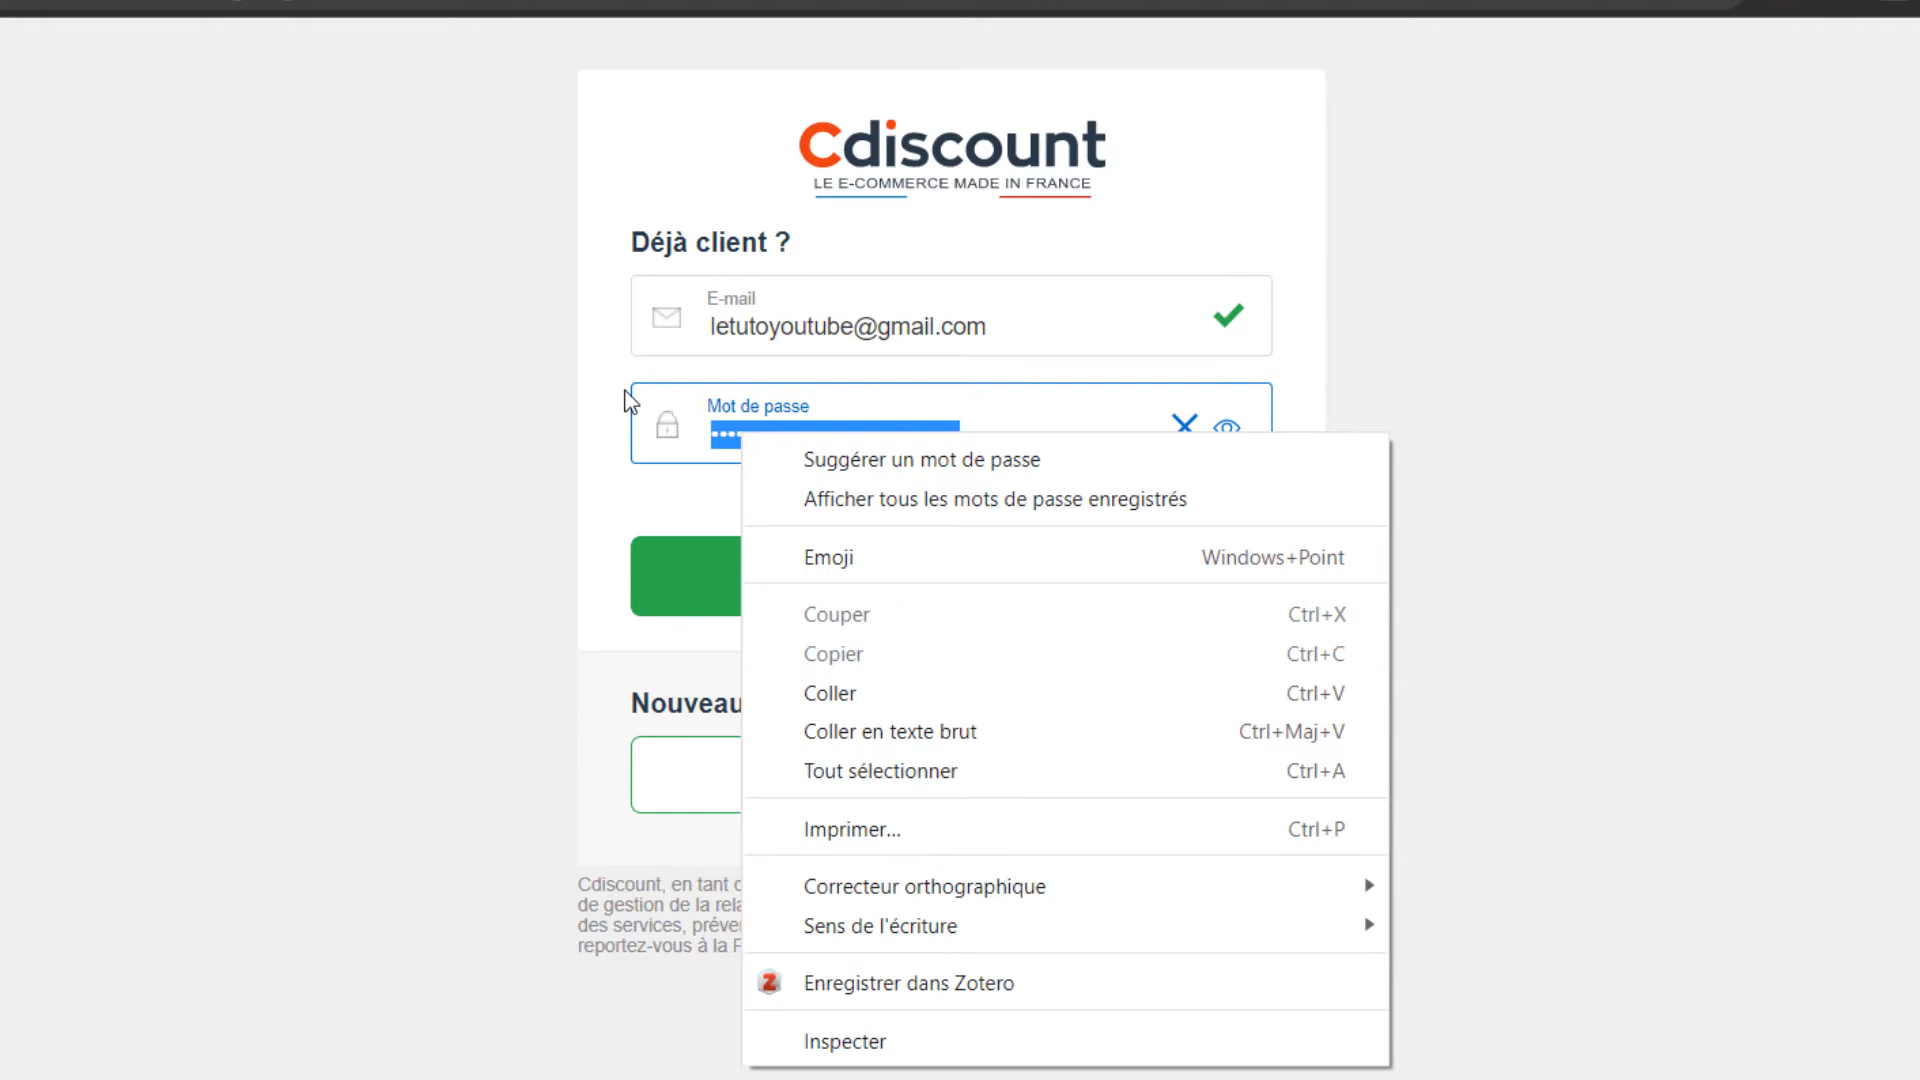 Cdiscount
LE E-COMMERCE MADE IN FRANCE
Déjà client ?
E-mail
letutoyoutube@gmail.com
Mot de passe
Suggérer un mot de passe
Afficher tous les mots de passe enregistrés
Emoji Windows+Point
Couper Ctrl+X
Copier Ctrl+C
Coller Ctrl+V
Coller en texte brut Ctrl+Maj+V
Tout sélectionner Ctrl+A
Imprimer... Ctrl+P
Correcteur orthographique
Sens de l'écriture
Enregistrer dans Zotero
Inspecter
Nouveau
Cdiscount, en tant
de gestion de la
des services,
reportez-vous à la